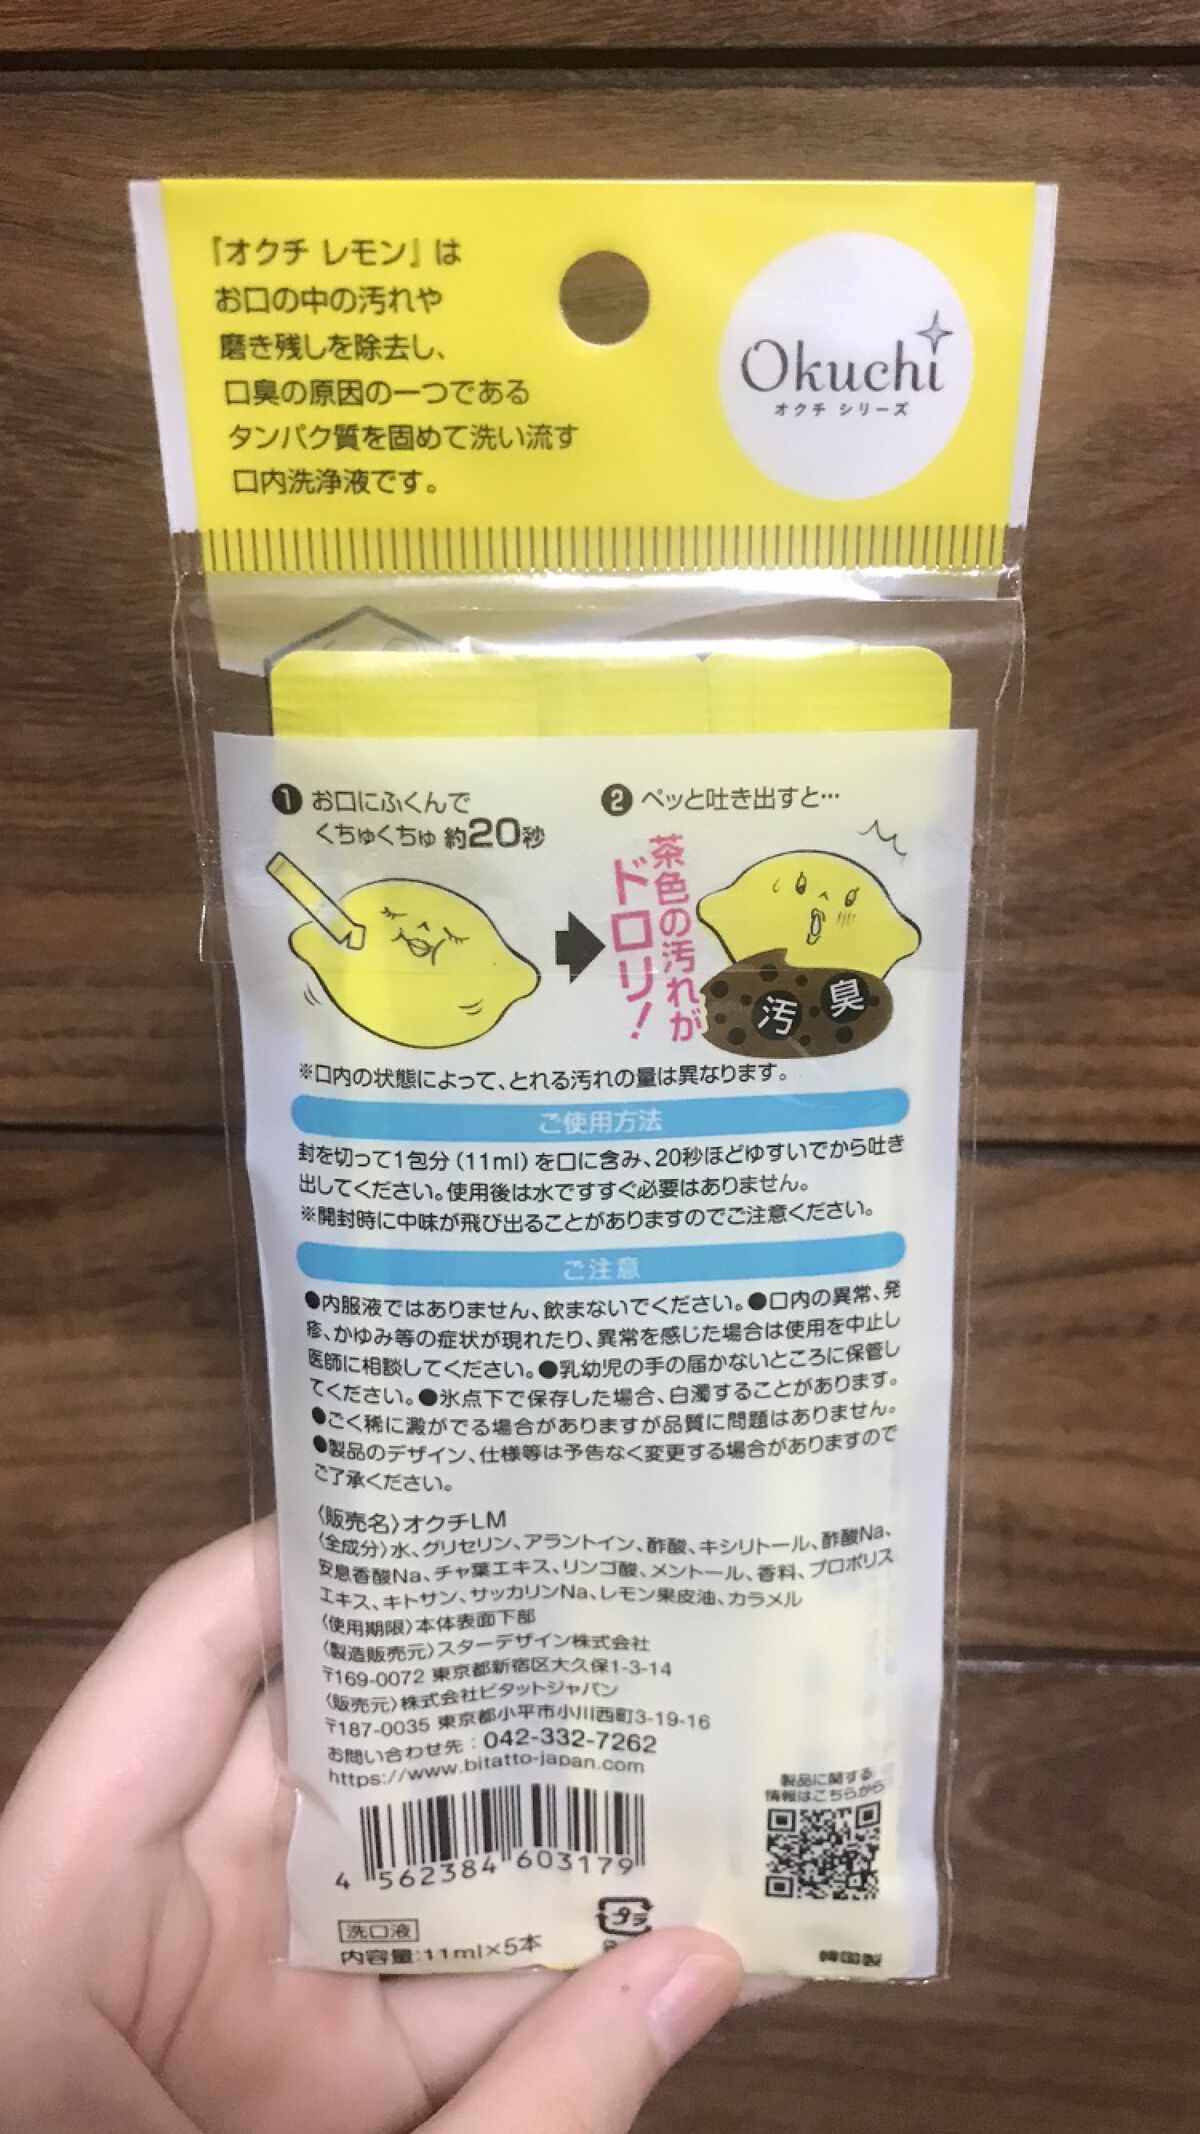 『オクチ レモン』は
お口の中の汚れや
磨き残しを除去し、
口臭の原因の一つである
タンパク質を固めて洗い流す
口内洗浄液です。
Okuchi
オクチ シリーズ
❶ お口にふくんで
くちゅくちゅ 約20秒
❷ ペッと吐き出すと…
茶色の汚れが
ドロリ!
汚
臭
※口内の状態によって、とれる汚れの量は異なります。
ご使用方法
封を切って1包分(11ml)を口に含み、20秒ほどゆすいでから吐き
出してください。使用後は水ですすぐ必要はありません。
※開封時に中味が飛び出ることがありますのでご注意ください。
ご注意
●内服液ではありません、飲まないでください。●口内の異常、発
疹、かゆみ等の症状が現れたり、異常を感じた場合は使用を中止し
医師に相談してください。●乳幼児の手の届かないところに保管し
てください。●氷点下で保存した場合、白濁することがあります。
●ごく稀に澱がでる場合がありますが品質に問題はありません。
●製品のデザイン、仕様等は予告なく変更する場合がありますので
ご了承ください。
〈販売名〉オクチLM
〈全成分〉水、グリセリン、アラントイン、酢酸、キシリトール、酢酸Na、
安息香酸Na、チャ葉エキス、リンゴ酸、メントール、香料、プロポリス
エキス、キトサン、サッカリンNa、レモン果皮油、カラメル
〈使用期限〉本体表面下部
〈製造販売元〉スターデザイン株式会社
〒169-0072 東京都新宿区大久保1-3-14
〈販売元〉株式会社ビタットジャパン
〒187-0035 東京都小平市小川西町3-19-16
お問い合わせ先：042-332-7262
https://www.bitatto-japan.com
製品に関する
情報はこちらから
4 562384 603179
プラ
洗口液
内容量:11ml×5本
韓国製